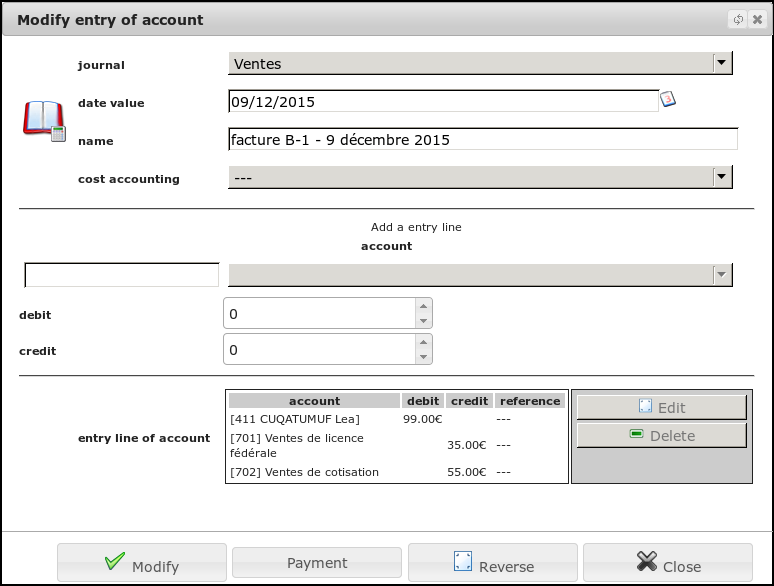 Modify entry of account
journal
Ventes
date value
09/12/2015
3
name
facture B-1 - 9 décembre 2015
cost accounting
---
Add a entry line
account
debit
0
credit
0
entry line of account
account debit credit reference
[411 CUQATUMUF Lea] 99.00€ ---
[701] Ventes de licence
fédérale 35.00€ ---
[702] Ventes de cotisation 55.00€ ---
Edit
Delete
Modify
Payment
Reverse
Close